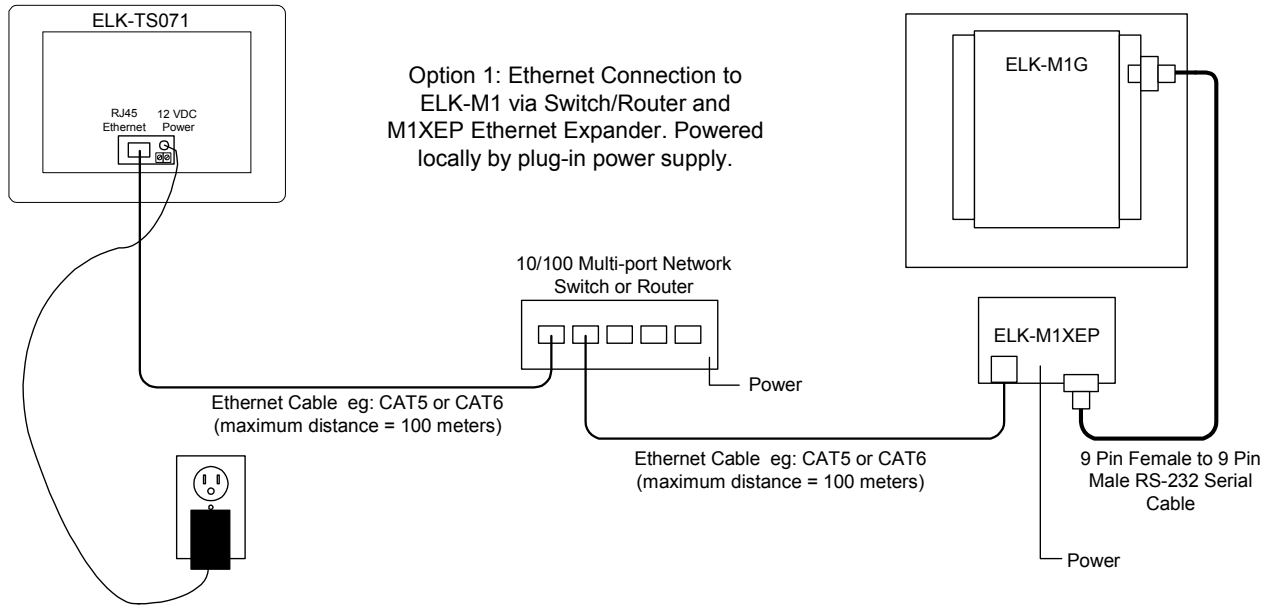 ELK-TS071
RJ45
Ethernet
12 VDC
Power
Option 1: Ethernet Connection to
ELK-M1 via Switch/Router and
M1XEP Ethernet Expander. Powered
locally by plug-in power supply.
ELK-M1G
10/100 Multi-port Network
Switch or Router
Power
ELK-M1XEP
Ethernet Cable eg: CAT5 or CAT6
(maximum distance = 100 meters)
Ethernet Cable eg: CAT5 or CAT6
(maximum distance = 100 meters)
9 Pin Female to 9 Pin
Male RS-232 Serial
Cable
Power